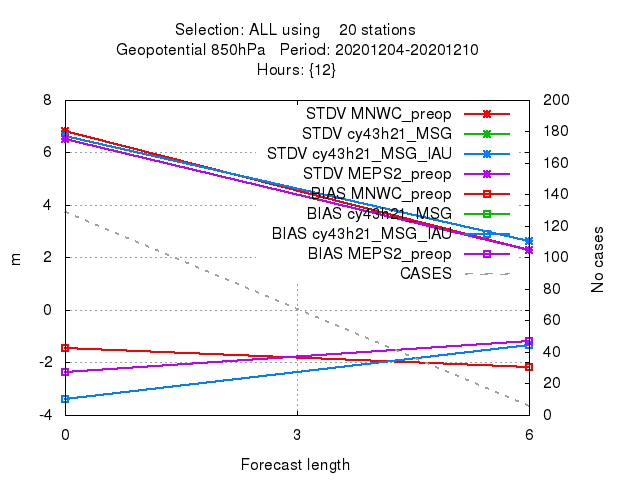 Selection: ALL using    20 stations
Geopotential 850hPa   Period: 20201204-20201210
Hours: {12}
8
6
4
2
0
-2
-4
m
200
180
160
140
120
100
80
60
40
20
0
No cases
STDV MNWC_preop
STDV cy43h21_MSG
STDV cy43h21_MSG_IAU
STDV MEPS2_preop
BIAS MNWC_preop
BIAS cy43h21_MSG
BIAS cy43h21_MSG_IAU
BIAS MEPS2_preop
CASES
0
3
6
Forecast length